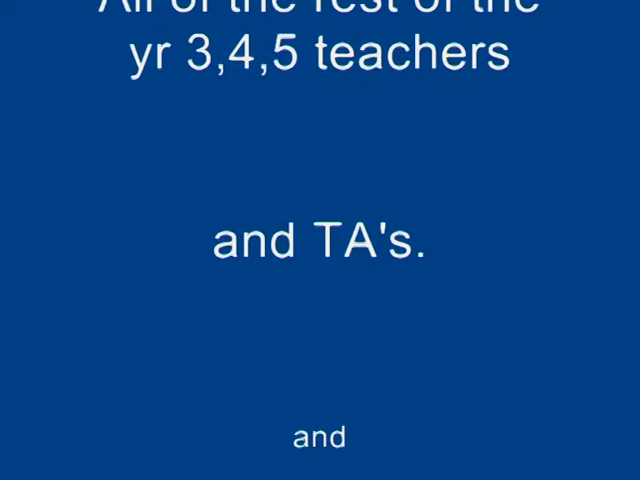 All of the rest of the
yr 3,4,5 teachers
and TA's.
and